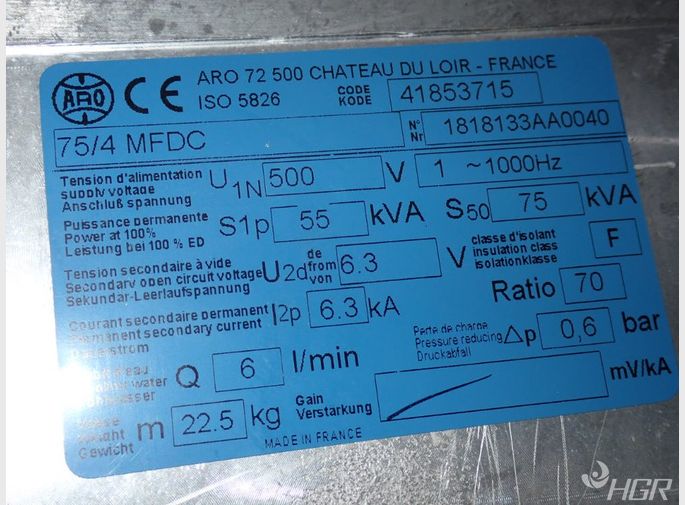 ARO
CE
ARO 72 500 CHATEAU DU LOIR - FRANCE
ISO 5826
CODE
KODE
41853715
75/4 MFDC
N°
Nr
1818133AA0040
Tension d'alimentation
supply voltage
Anschluß spannung
U1N 500 V
1 ~1000Hz
Puissance permanente
Power at 100%
Leistung bei 100 % ED
S1p 55 kVA
S50 75 kVA
Tension secondaire à vide
Secondary open circuit voltage
Sekundar-Leerlaufspannung
U2d
de
from
von
6.3 V
classe d'isolant
insulation class
isolationklasse
F
Ratio 70
Courant secondaire permanent
Permanent secondary current
I2p 6.3 kA
Perte de charge
Pressure reducing
Druckabfall
Δp 0,6 bar
water
Q 6 l/min
Gain
Verstarkung
mV/kA
Gewicht
m 22.5 kg
MADE IN FRANCE
HGR